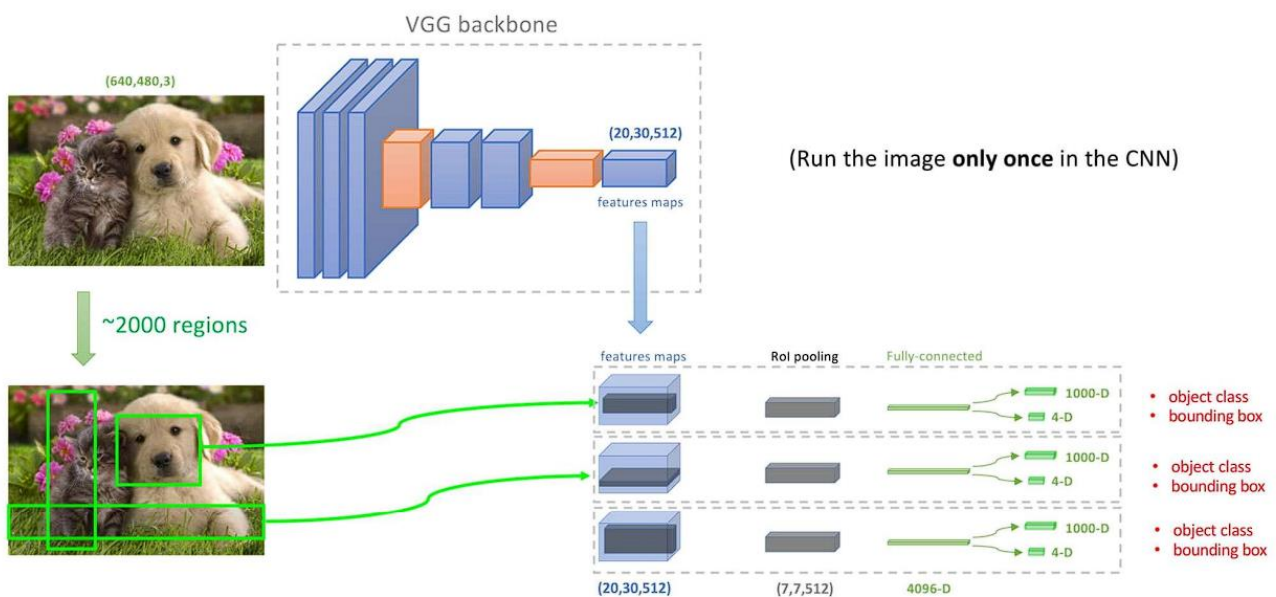 VGG backbone
(640,480,3)
(20,30,512)
(Run the image only once in the CNN)
features maps
~2000 regions
features maps
RoI pooling
Fully-connected
1000-D
4-D
• object class
• bounding box
1000-D
4-D
• object class
• bounding box
1000-D
4-D
• object class
• bounding box
(20,30,512)
(7,7,512)
4096-D